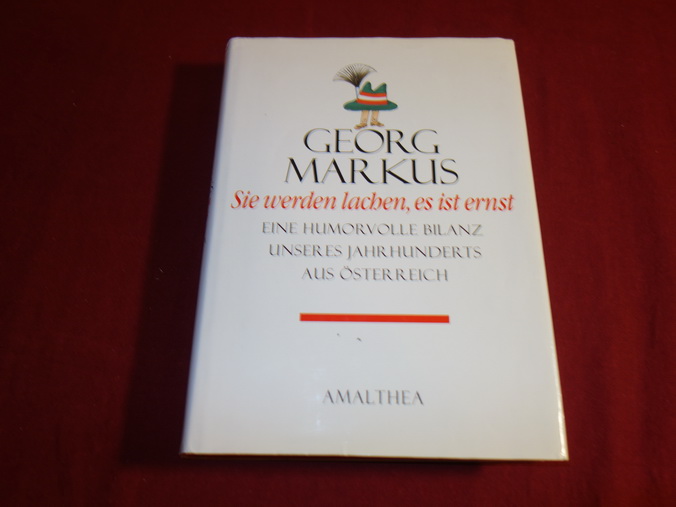 GEORG
MARKUS
Sie werden lachen, es ist ernst
EINE HUMORVOLLE BILANZ
UNSERES JAHRHUNDERTS
AUS ÖSTERREICH
AMALTHEA